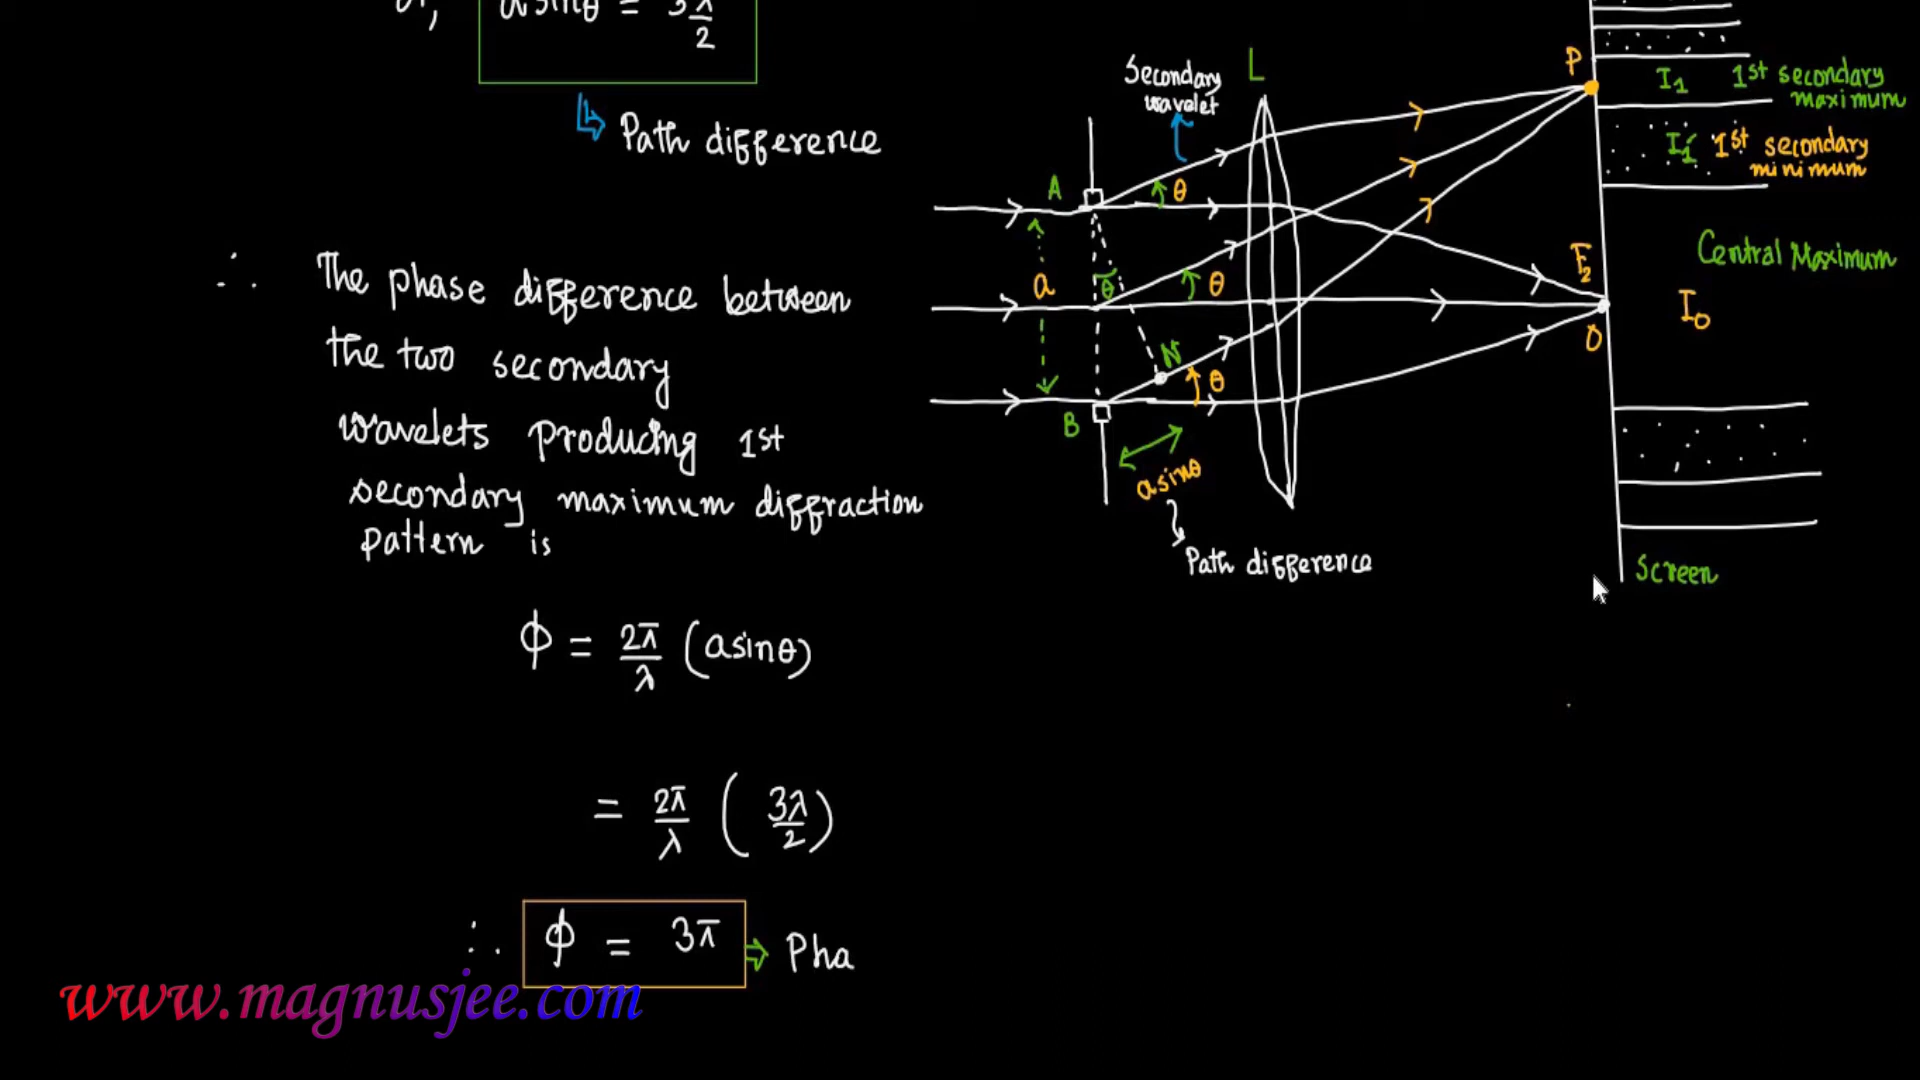 a sinθ = 3λ/2
Path difference
∴ The phase difference between
the two secondary
wavelets producing 1st
secondary maximum diffraction
pattern is
ϕ = 2π/λ (asinθ)
= 2π/λ (3λ/2)
∴ ϕ = 3π ⇒ Pha
www.magnusjee.com
Secondary
wavelet
L
P
A
θ
a
θ
θ
N
θ
B
asinθ
Path difference
F2
O
I1 1st secondary
maximum
I1' 1st secondary
minimum
Central Maximum
I0
Screen